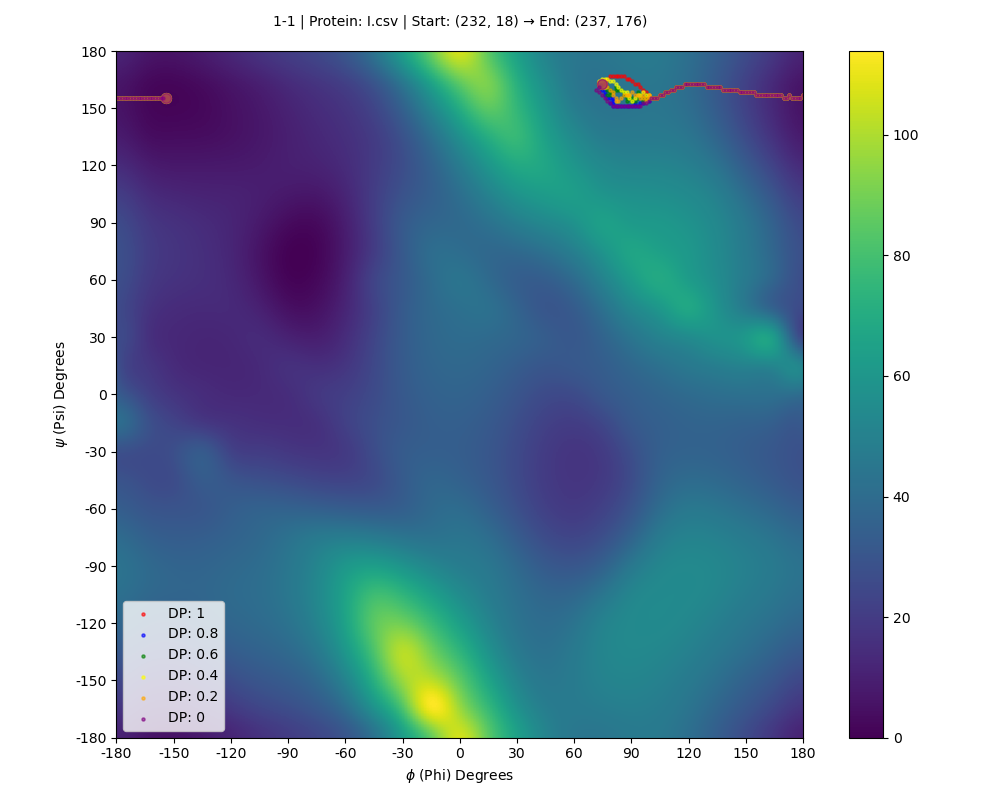 1-1 | Protein: I.csv | Start: (232, 18) → End: (237, 176)
180
150
120
90
60
30
0
-30
-60
-90
-120
-150
-180
ψ (Psi) Degrees
DP: 1
DP: 0.8
DP: 0.6
DP: 0.4
DP: 0.2
DP: 0
-180 -150 -120 -90 -60 -30 0 30 60 90 120 150 180
ϕ (Phi) Degrees
100
80
60
40
20
0